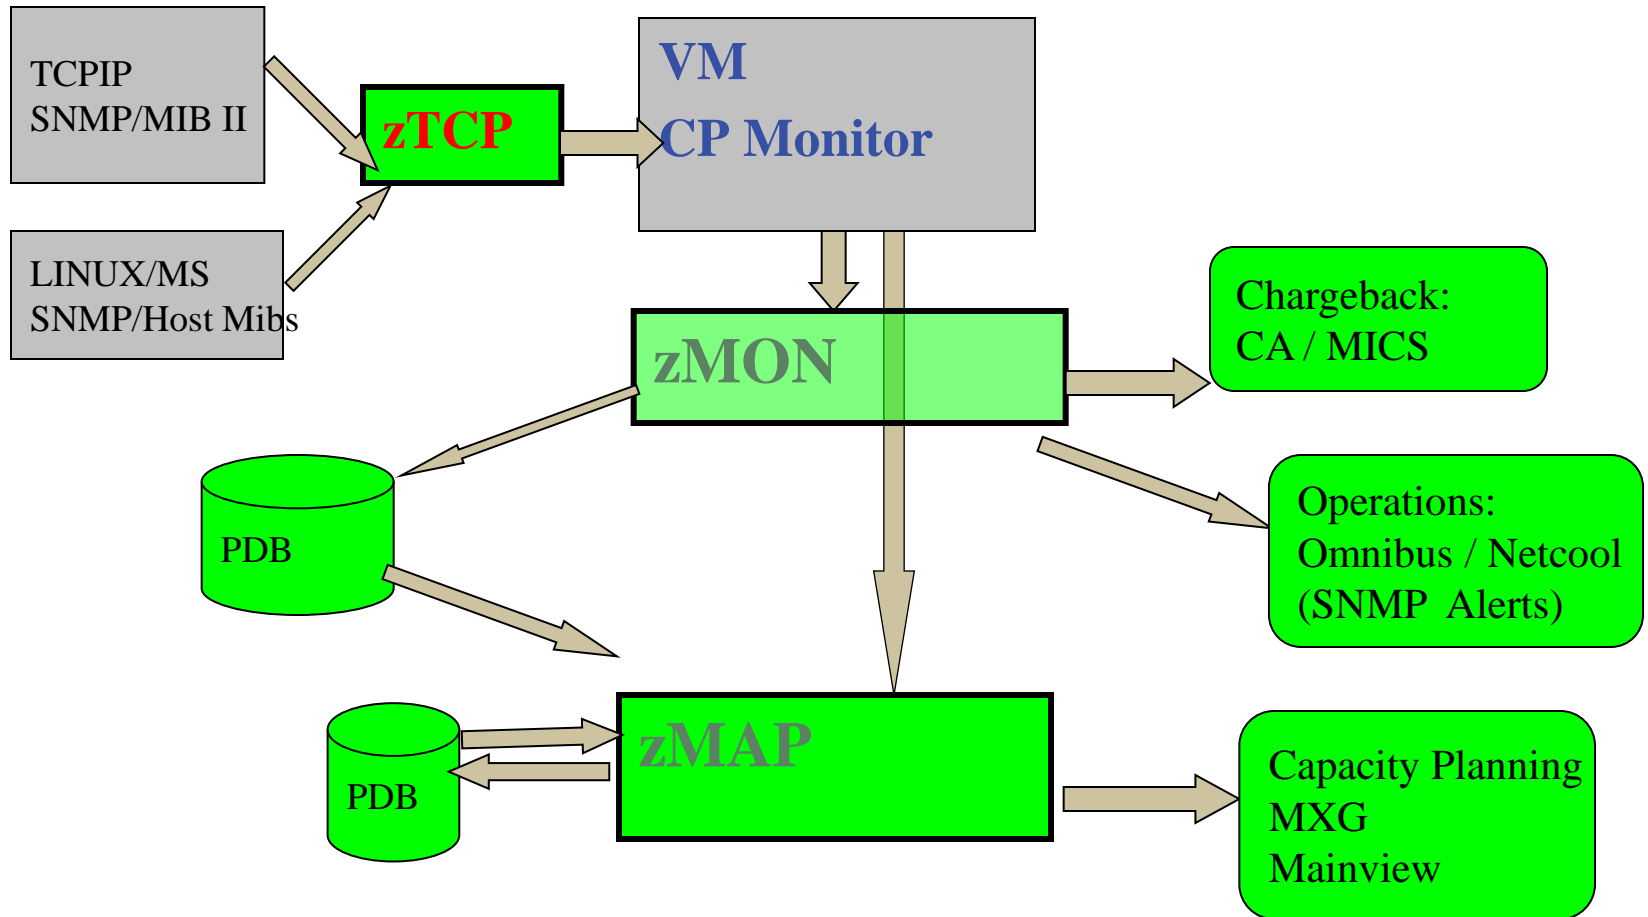 TCPIP
SNMP/MIB II
zTCP
VM
CP Monitor
LINUX/MS
SNMP/Host Mibs
zMON
Chargeback:
CA / MICS
PDB
Operations:
Omnibus / Netcool
(SNMP Alerts)
zMAP
PDB
Capacity Planning
MXG
Mainview